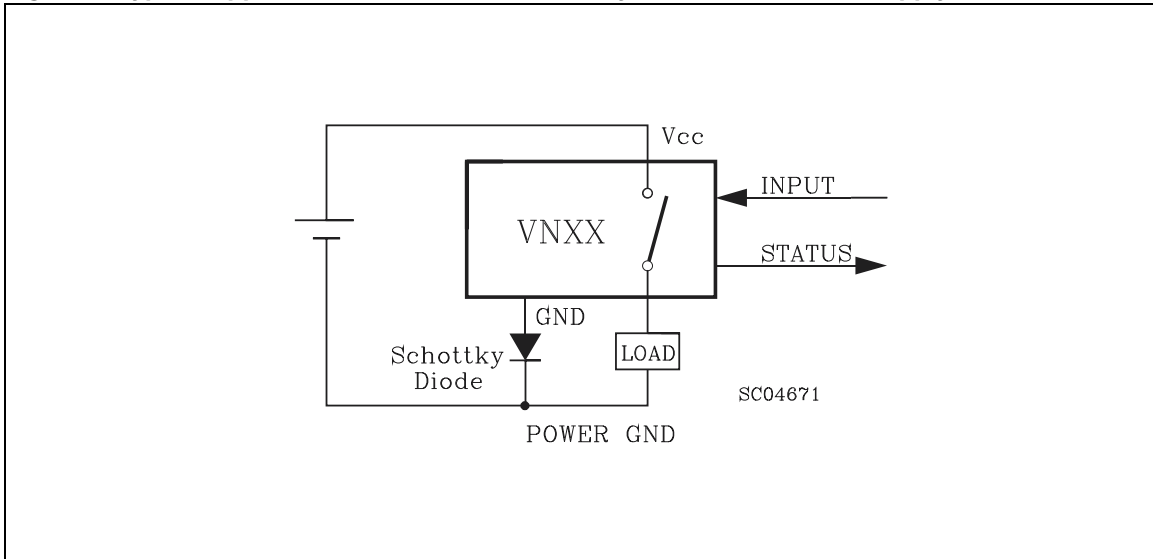 Vcc
INPUT
VNXX
STATUS
GND
Schottky
Diode
LOAD
SC04671
POWER GND